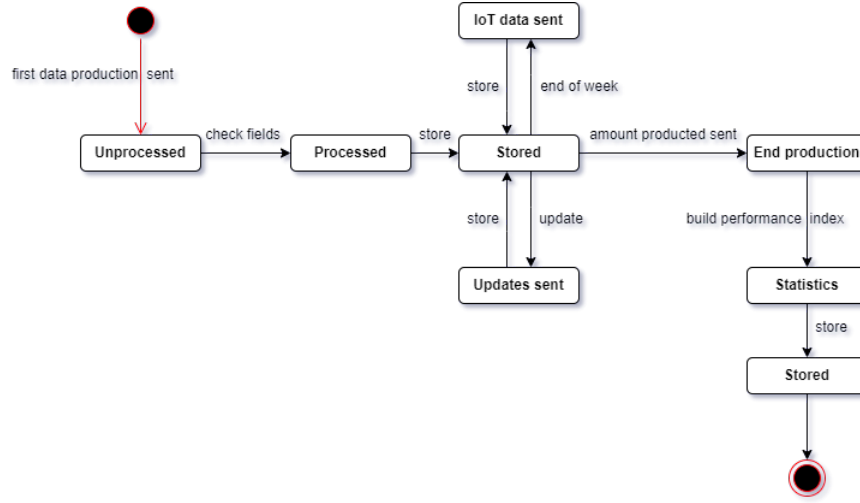 IoT data sent
first data production sent
store
end of week
Unprocessed
check fields
Processed
store
Stored
amount producted sent
End production
store
update
build performance index
Updates sent
Statistics
store
Stored